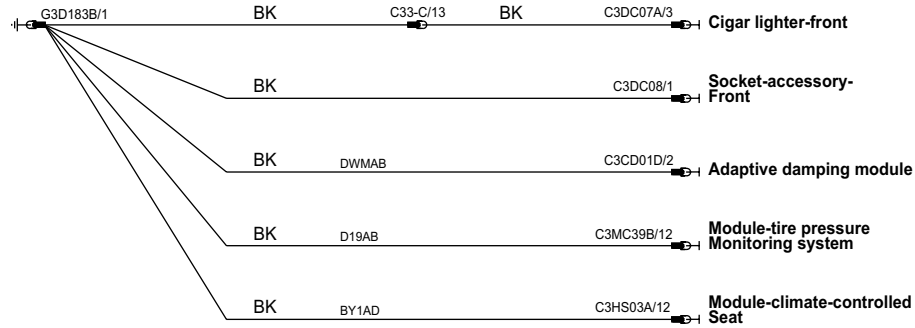 G3D183B/1 BK C33-C/13 BK C3DC07A/3 Cigar lighter-front
BK C3DC08/1 Socket-accessory-
Front
BK DWMAB C3CD01D/2 Adaptive damping module
BK D19AB C3MC39B/12 Module-tire pressure
Monitoring system
BK BY1AD C3HS03A/12 Module-climate-controlled
Seat